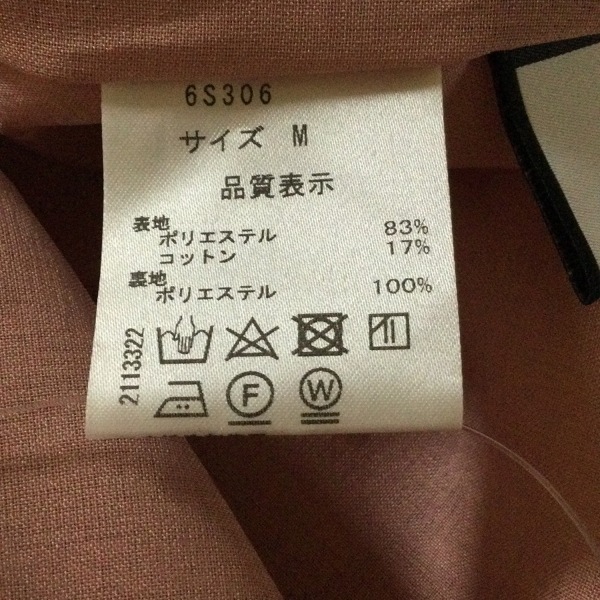 6S306
サイズ M
品質表示
表地
ポリエステル 83%
コットン 17%
裏地
ポリエステル 100%
2113322
F
W